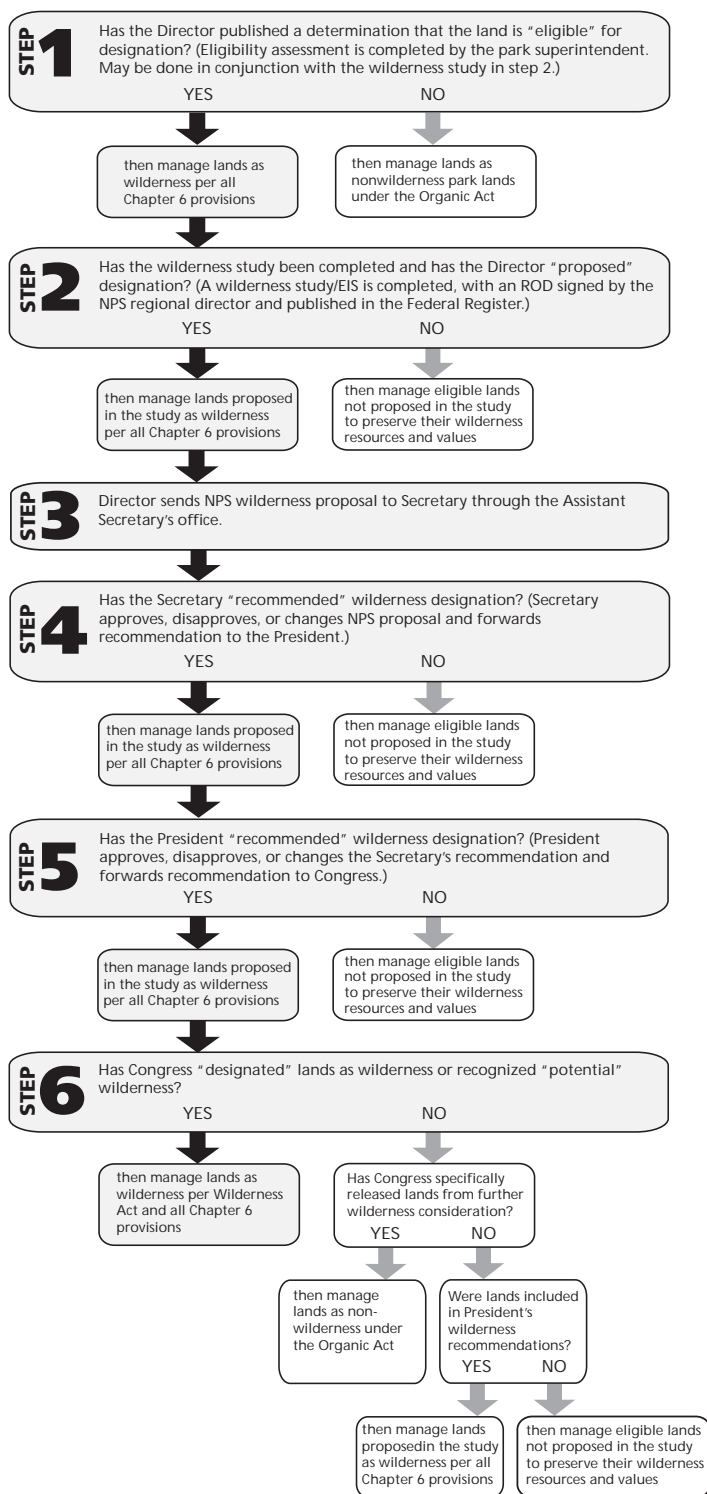 STEP 1
Has the Director published a determination that the land is "eligible" for
designation? (Eligibility assessment is completed by the park superintendent.
May be done in conjunction with the wilderness study in step 2.)
YES NO
then manage lands as
wilderness per all
Chapter 6 provisions
then manage lands as
nonwilderness park lands
under the Organic Act
STEP 2
Has the wilderness study been completed and has the Director "proposed"
designation? (A wilderness study/EIS is completed, with an ROD signed by the
NPS regional director and published in the Federal Register.)
YES NO
then manage lands proposed
in the study as wilderness
per all Chapter 6 provisions
then manage eligible lands
not proposed in the study
to preserve their wilderness
resources and values
STEP 3
Director sends NPS wilderness proposal to Secretary through the Assistant
Secretary's office.
STEP 4
Has the Secretary "recommended" wilderness designation? (Secretary
approves, disapproves, or changes NPS proposal and forwards
recommendation to the President.)
YES NO
then manage lands proposed
in the study as wilderness
per all Chapter 6 provisions
then manage eligible lands
not proposed in the study
to preserve their wilderness
resources and values
STEP 5
Has the President "recommended" wilderness designation? (President
approves, disapproves, or changes the Secretary's recommendation and
forwards recommendation to Congress.)
YES NO
then manage lands proposed
in the study as wilderness
per all Chapter 6 provisions
then manage eligible lands
not proposed in the study
to preserve their wilderness
resources and values
STEP 6
Has Congress "designated" lands as wilderness or recognized "potential"
wilderness?
YES NO
then manage lands as
wilderness per Wilderness
Act and all Chapter 6
provisions
Has Congress specifically
released lands from further
wilderness consideration?
YES NO
then manage
lands as non-
wilderness under
the Organic Act
Were lands included
in President's
wilderness
recommendations?
YES NO
then manage lands
proposedin the study
as wilderness per all
Chapter 6 provisions
then manage eligible lands
not proposed in the study
to preserve their wilderness
resources and values